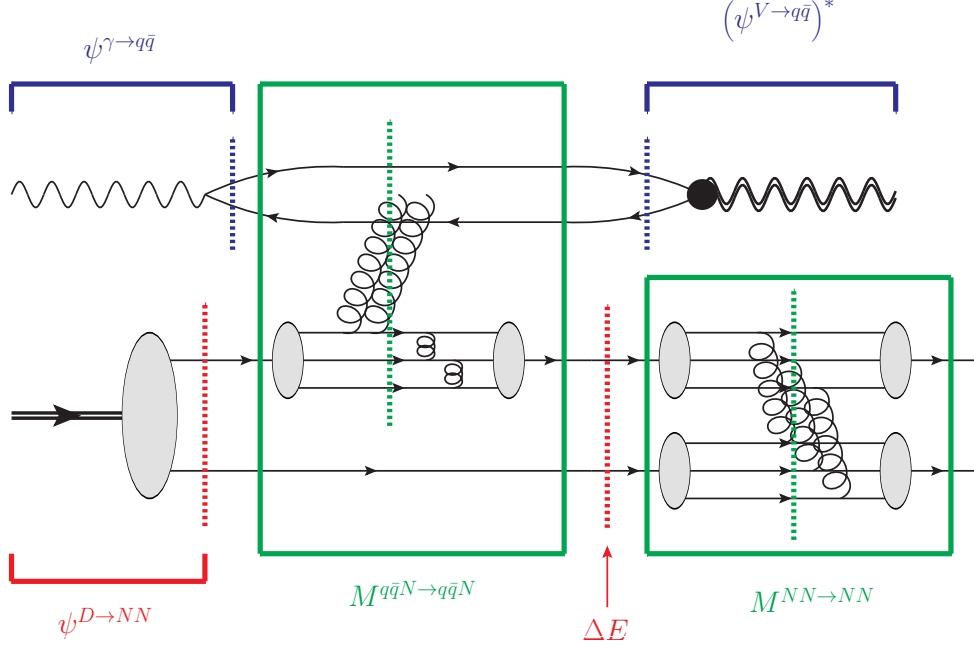 ψ^{γ→qq̄}
(ψ^{V→qq̄})^*
M^{qq̄N→qq̄N}
M^{NN→NN}
ψ^{D→NN}
ΔE